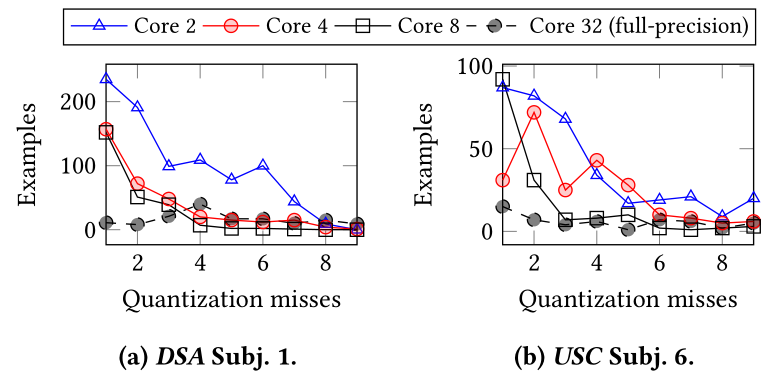 Core 2 Core 4 Core 8 Core 32 (full-precision)
Examples
200
100
0
2 4 6 8
Quantization misses
(a) DSA Subj. 1.
Examples
100
50
0
2 4 6 8
Quantization misses
(b) USC Subj. 6.